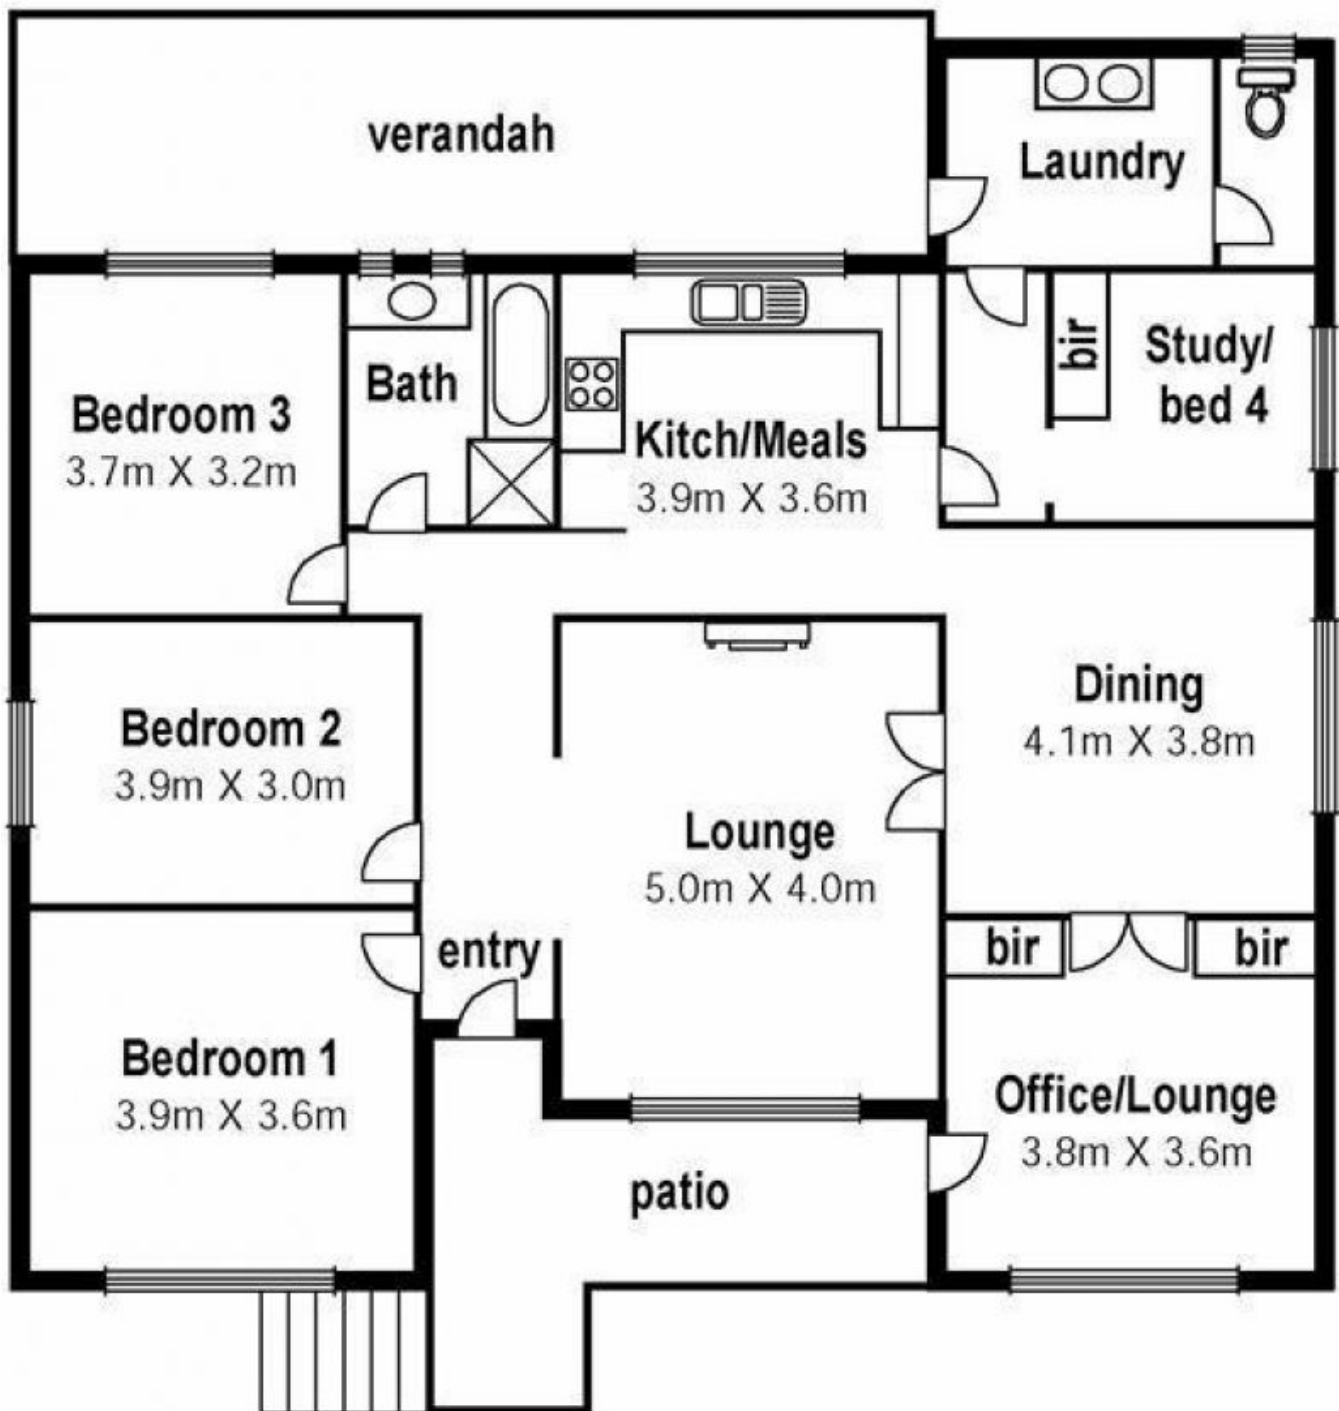 verandah
Laundry
bir
Study/
bed 4
Bath
Bedroom 3
3.7m X 3.2m
Kitch/Meals
3.9m X 3.6m
Bedroom 2
3.9m X 3.0m
Dining
4.1m X 3.8m
Lounge
5.0m X 4.0m
entry
bir
bir
Bedroom 1
3.9m X 3.6m
Office/Lounge
3.8m X 3.6m
patio